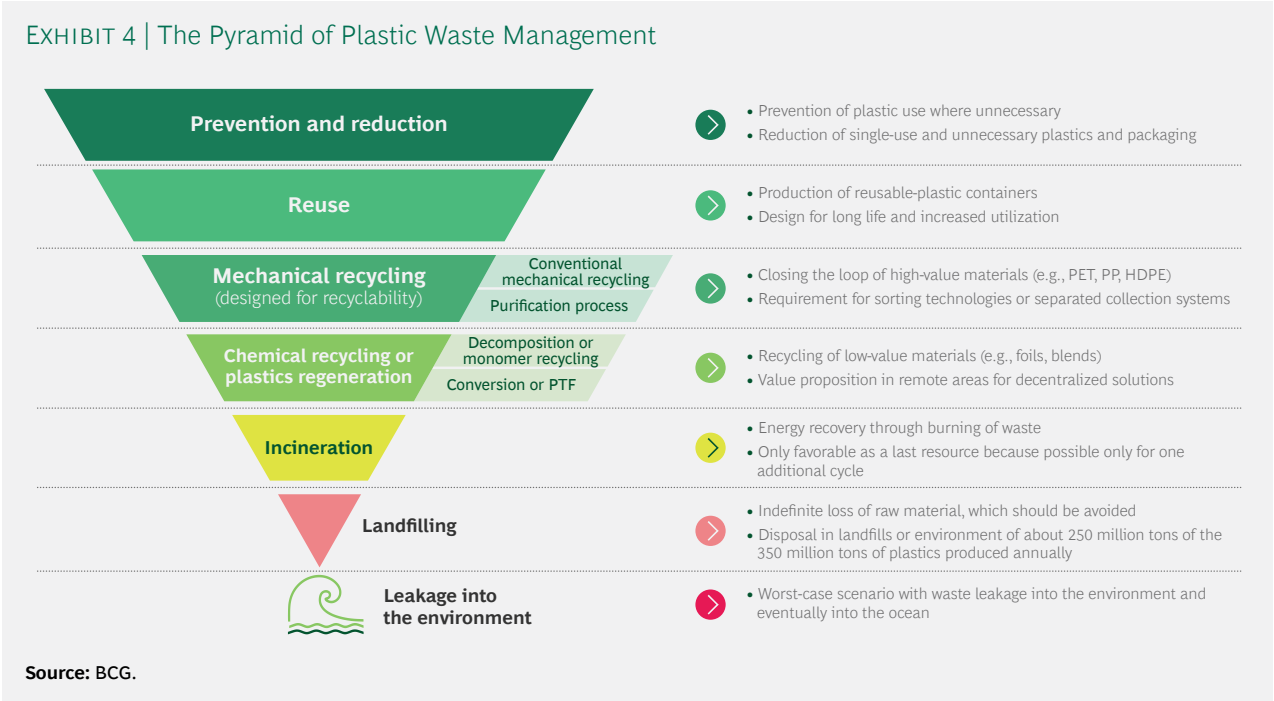 EXHIBIT 4 | The Pyramid of Plastic Waste Management
Prevention and reduction
• Prevention of plastic use where unnecessary
• Reduction of single-use and unnecessary plastics and packaging
Reuse
• Production of reusable-plastic containers
• Design for long life and increased utilization
Mechanical recycling
(designed for recyclability)
Conventional
mechanical recycling
Purification process
• Closing the loop of high-value materials (e.g., PET, PP, HDPE)
• Requirement for sorting technologies or separated collection systems
Chemical recycling or
plastics regeneration
Decomposition or
monomer recycling
Conversion or PTF
• Recycling of low-value materials (e.g., foils, blends)
• Value proposition in remote areas for decentralized solutions
Incineration
• Energy recovery through burning of waste
• Only favorable as a last resource because possible only for one
additional cycle
Landfilling
• Indefinite loss of raw material, which should be avoided
• Disposal in landfills or environment of about 250 million tons of the
350 million tons of plastics produced annually
Leakage into
the environment
• Worst-case scenario with waste leakage into the environment and
eventually into the ocean
Source: BCG.